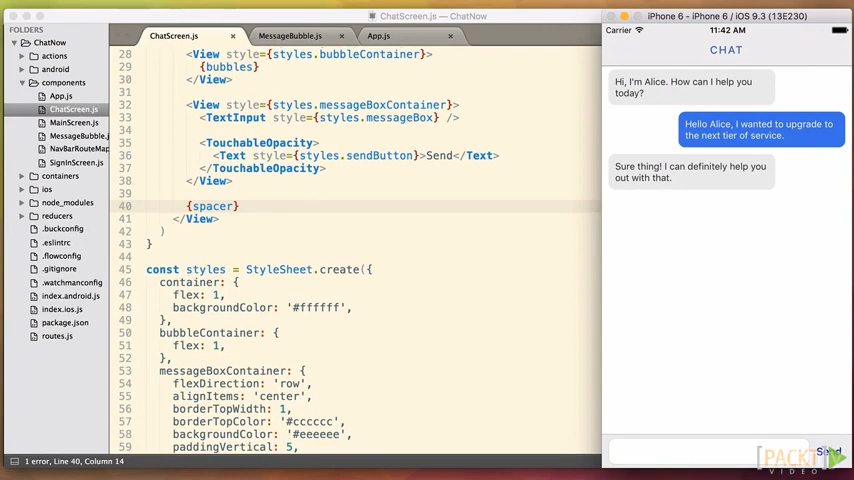 ChatScreen.js — ChatNow
FOLDERS
ChatNow
actions
android
components
App.js
ChatScreen.js
MainScreen.js
MessageBubble.j
NavBarRouteMap
SignInScreen.js
containers
ios
node_modules
reducers
.buckconfig
.eslintrc
.flowconfig
.gitignore
.watchmanconfig
index.android.js
index.ios.js
package.json
routes.js
ChatScreen.js
MessageBubble.js
App.js
28 <View style={styles.bubbleContainer}>
29 {bubbles}
30 </View>
31
32 <View style={styles.messageBoxContainer}>
33 <TextInput style={styles.messageBox} />
34
35 <TouchableOpacity>
36 <Text style={styles.sendButton}>Send</Text>
37 </TouchableOpacity>
38 </View>
39
40 {spacer}
41 </View>
42 )
43 }
44
45 const styles = StyleSheet.create({
46 container: {
47 flex: 1,
48 backgroundColor: '#ffffff',
49 },
50 bubbleContainer: {
51 flex: 1,
52 },
53 messageBoxContainer: {
54 flexDirection: 'row',
55 alignItems: 'center',
56 borderTopWidth: 1,
57 borderTopColor: '#cccccc',
58 backgroundColor: '#eeeeee',
59 paddingVertical: 5,
1 error, Line 40, Column 14
iPhone 6 - iPhone 6 / iOS 9.3 (13E230)
Carrier
11:42 AM
CHAT
Hi, I'm Alice. How can I help you
today?
Hello Alice, I wanted to upgrade to
the next tier of service.
Sure thing! I can definitely help you
out with that.
Send
PACKT
VIDEO